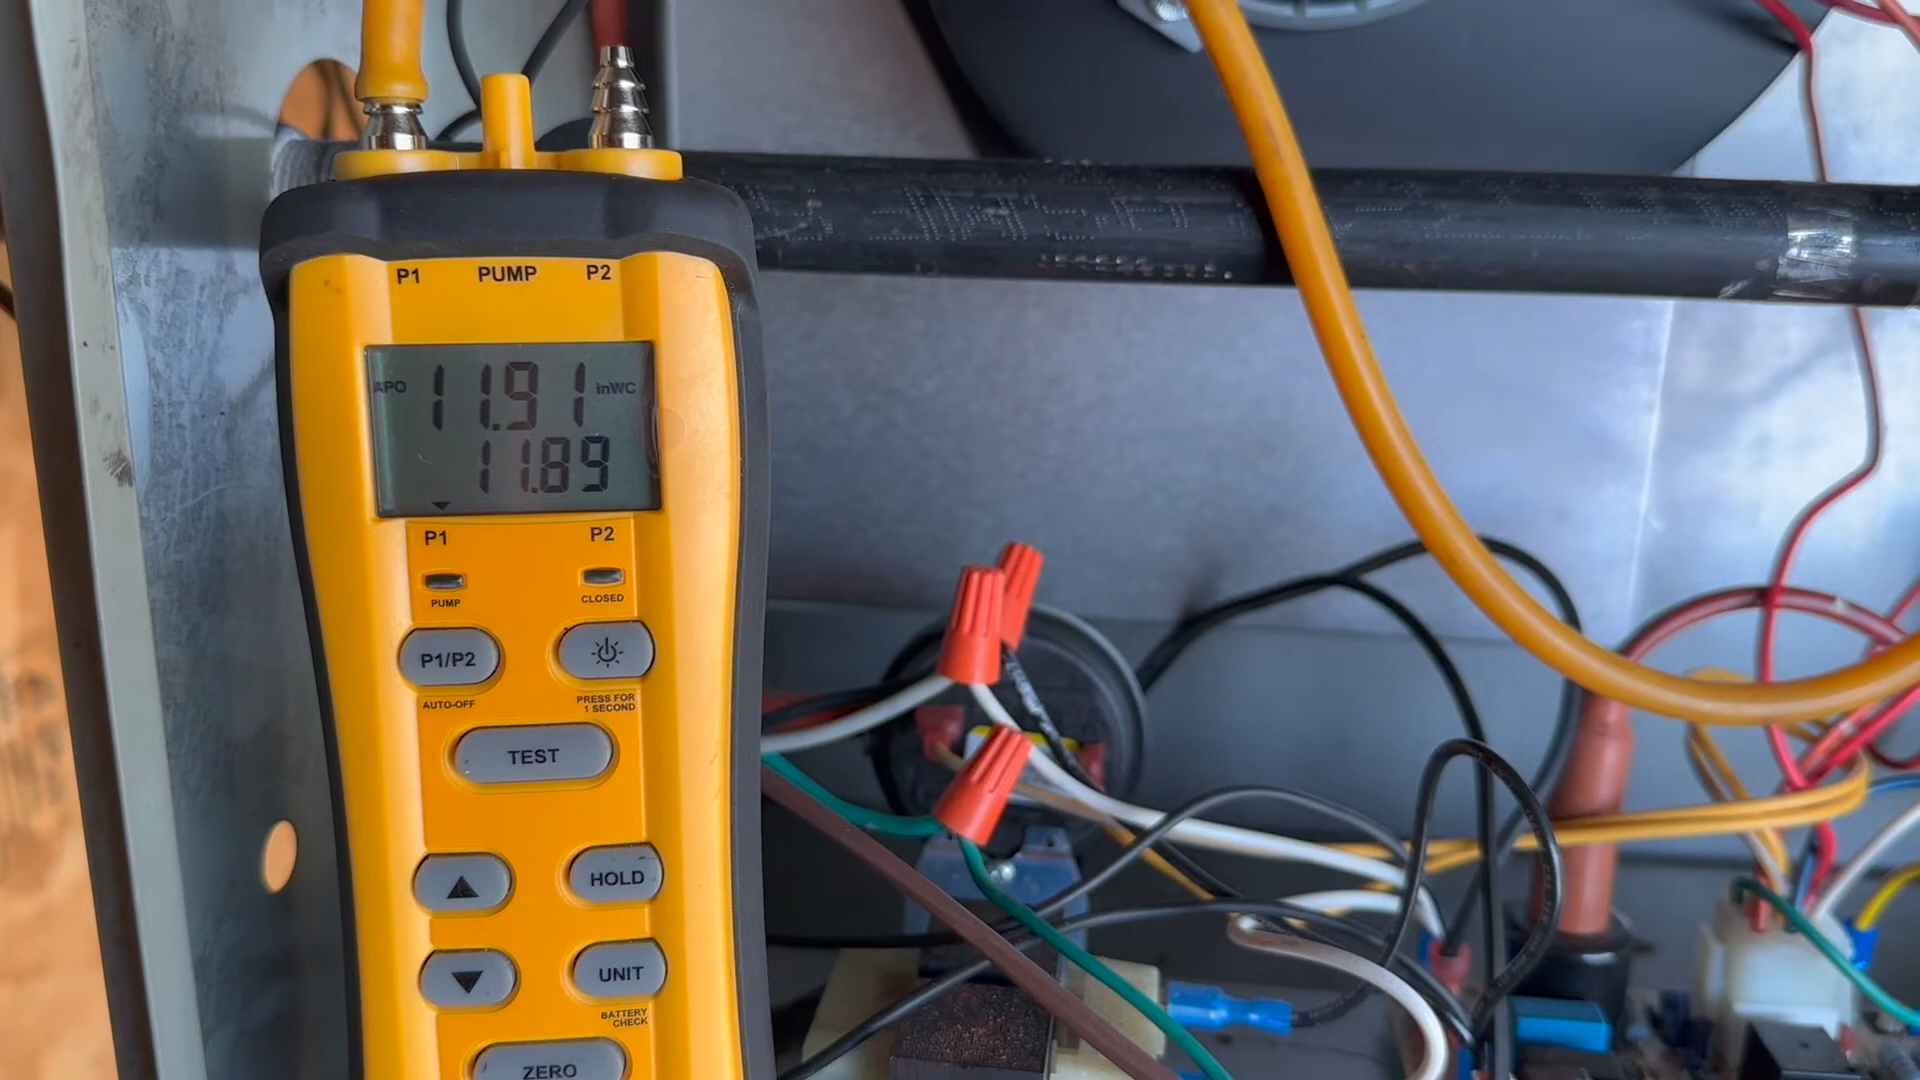 P1 PUMP P2
APO 11.91 inWC
11.89
P1 P2
PUMP CLOSED
P1/P2
AUTO-OFF PRESS FOR
1 SECOND
TEST
HOLD
UNIT
BATTERY
CHECK
ZERO